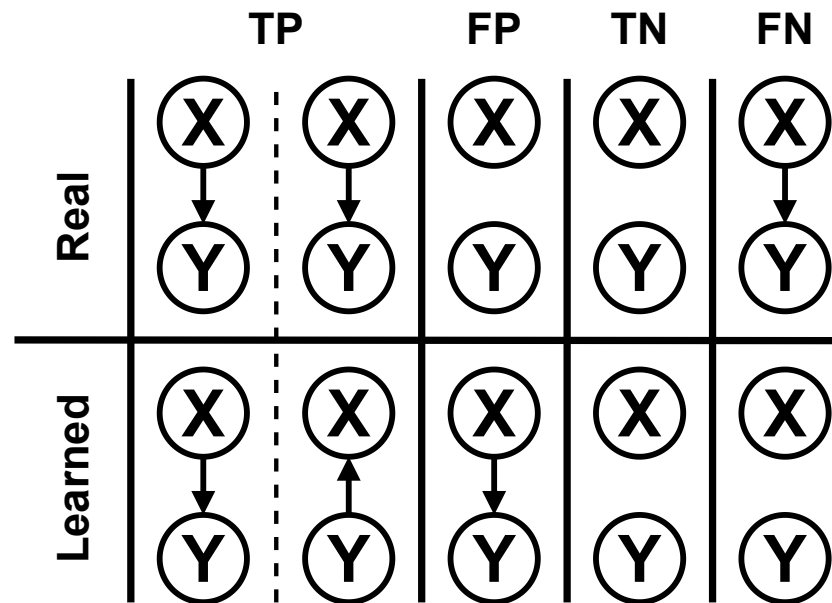 TP FP TN FN
Real
X X X X X
Y Y Y Y Y
Learned
X X X X X
Y Y Y Y Y